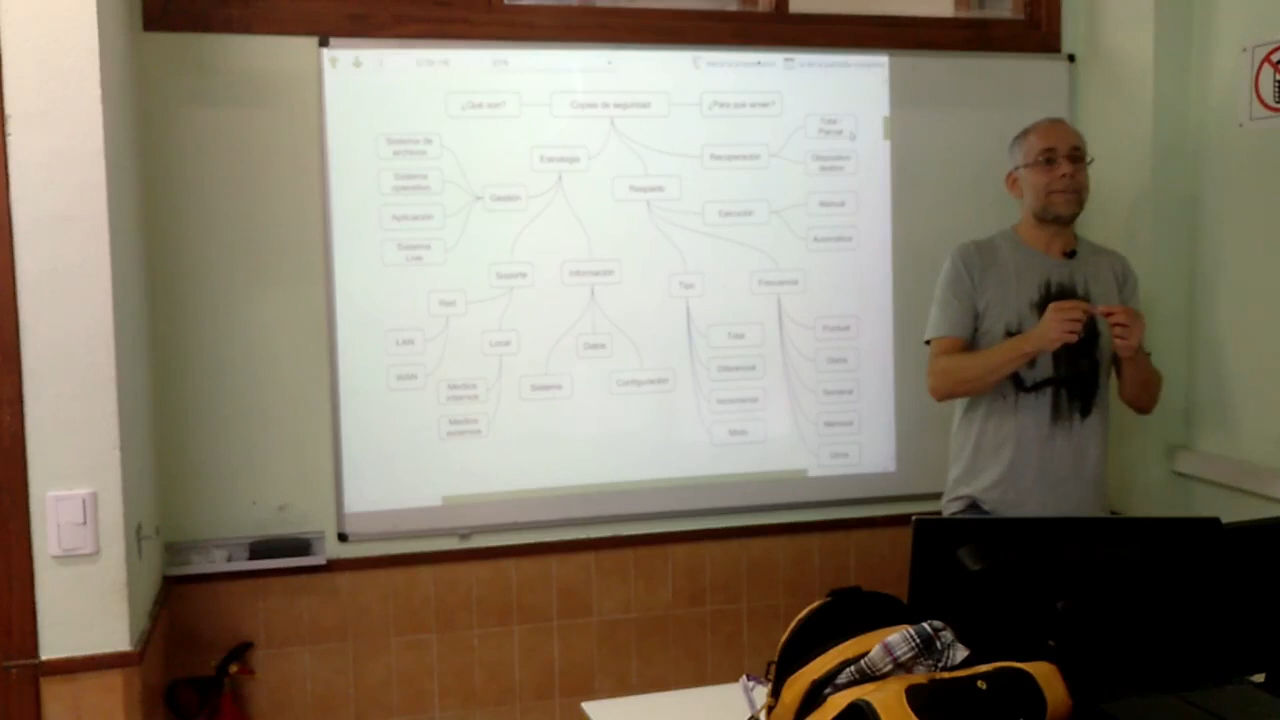 ¿Qué son?
Copias de seguridad
¿Para qué sirven?
Total -
Parcial
Sistema de
archivos
Estrategia
Recuperación
Dispositivo
destino
Sistema
operativo
Respaldo
Gestión
Manual
Aplicación
Ejecución
Automática
Sistema
Live
Soporte
Información
Tipo
Frecuencia
Red
Puntual
Total
LAN
Local
Datos
Diaria
Diferencial
WAN
Sistema
Configuración
Medios
internos
Semanal
Incremental
Medios
externos
Mensual
Mixto
Otros